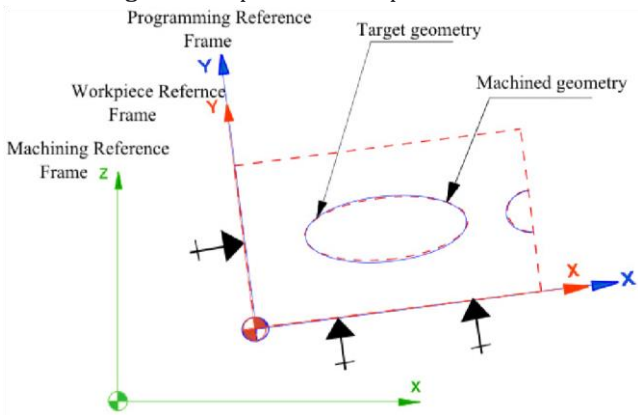 Programming Reference
Frame
Target geometry
Y
Workpiece Refernce
Machined geometry
Y
Frame
Machining Reference
Frame
Z
X
X
X